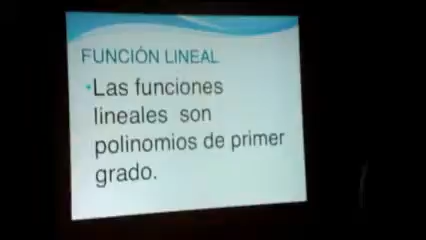 FUNCIÓN LINEAL
•Las funciones
lineales son
polinomios de primer
grado.